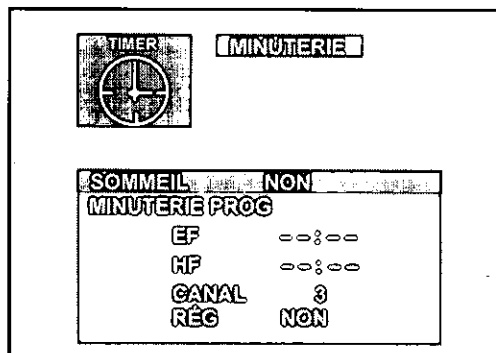 TIMER
MINUTERIE
SOMMEIL NON
MINUTERIE PROG
EF --:--
HF --:--
CANAL 3
RÉG NON